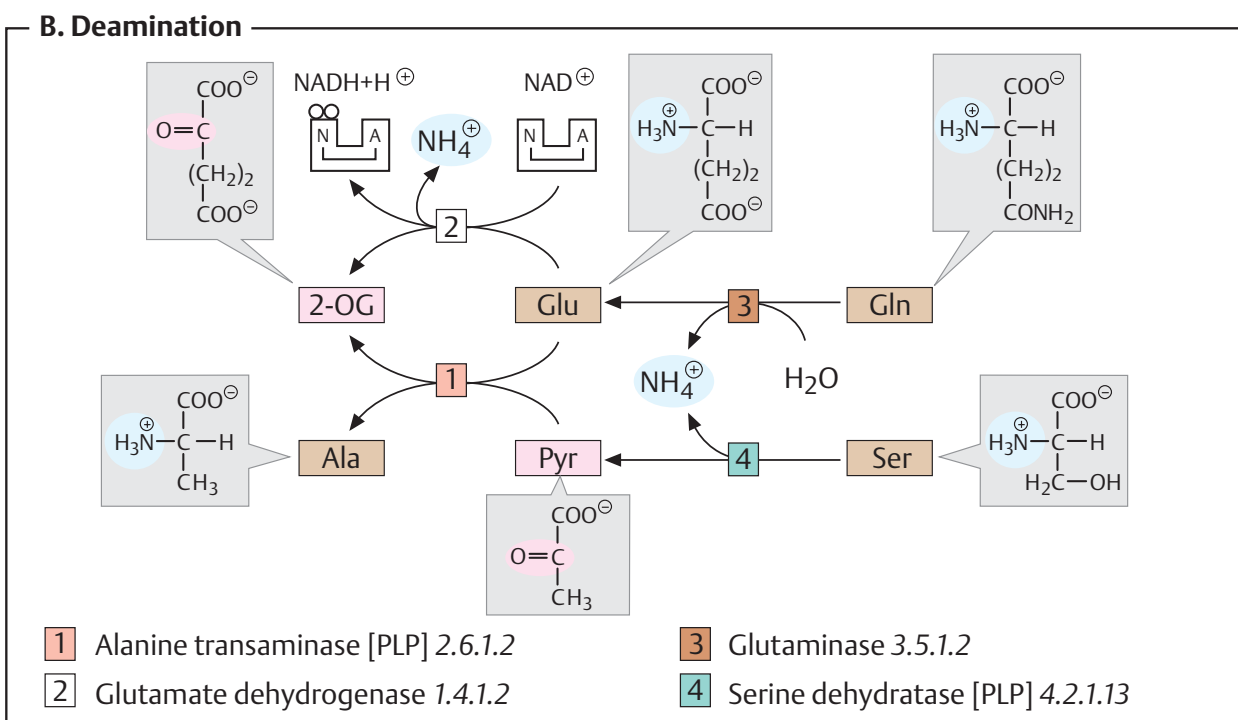 B. Deamination
NADH+H⊕
NAD⊕
COO⊖
O=C
(CH₂)₂
COO⊖
N A
NH₄⊕
N A
COO⊖
H₃N⊕–C–H
(CH₂)₂
COO⊖
COO⊖
H₃N⊕–C–H
(CH₂)₂
CONH₂
2
2-OG
Glu
3
Gln
1
NH₄⊕
H₂O
COO⊖
H₃N⊕–C–H
CH₃
Ala
Pyr
4
Ser
COO⊖
H₃N⊕–C–H
H₂C–OH
COO⊖
O=C
CH₃
1 Alanine transaminase [PLP] 2.6.1.2
2 Glutamate dehydrogenase 1.4.1.2
3 Glutaminase 3.5.1.2
4 Serine dehydratase [PLP] 4.2.1.13